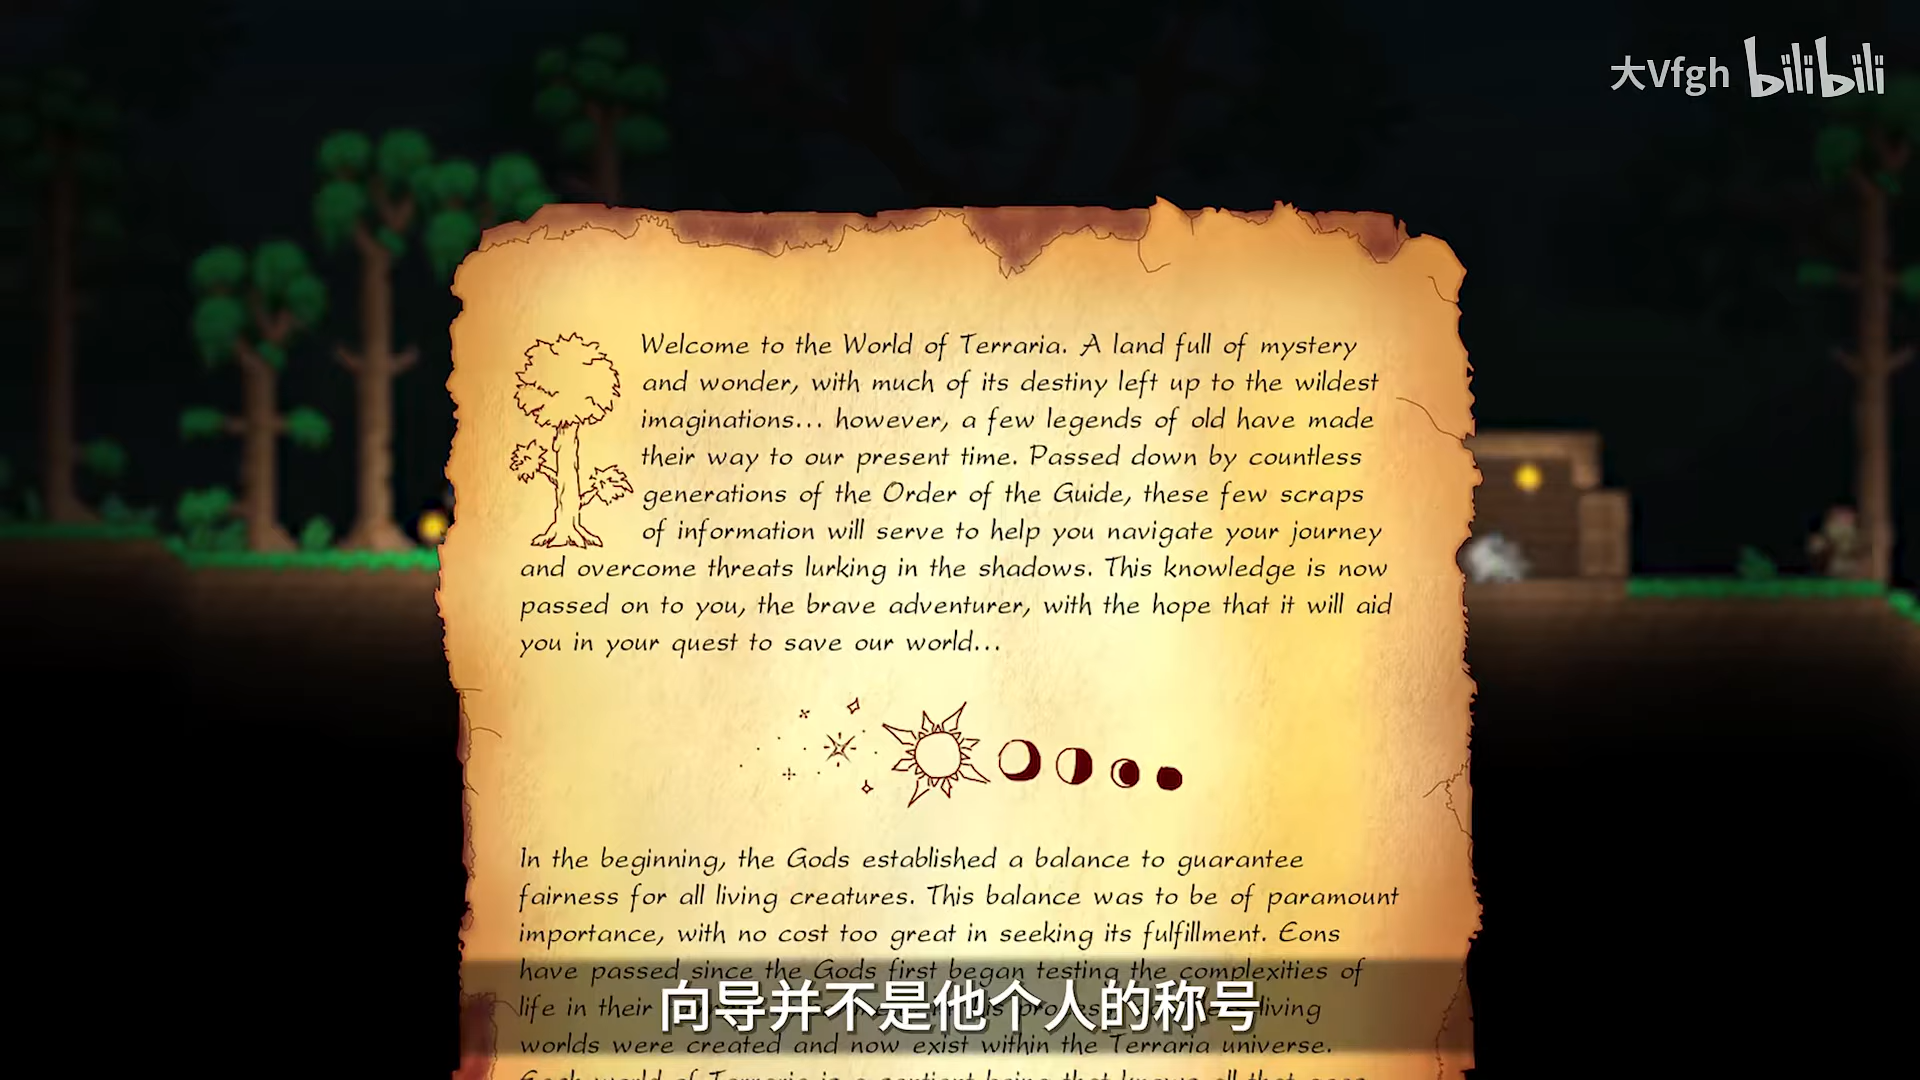 大Vfgh bilibili
Welcome to the World of Terraria. A land full of mystery
and wonder, with much of its destiny left up to the wildest
imaginations... however, a few legends of old have made
their way to our present time. Passed down by countless
generations of the Order of the Guide, these few scraps
of information will serve to help you navigate your journey
and overcome threats lurking in the shadows. This knowledge is now
passed on to you, the brave adventurer, with the hope that it will aid
you in your quest to save our world...
In the beginning, the Gods established a balance to guarantee
fairness for all living creatures. This balance was to be of paramount
importance, with no cost too great in seeking its fulfillment. Eons
have passed since the Gods first began testing the complexities of
life in their living
向导并不是他个人的称号
worlds were created and now exist within the Terraria universe.